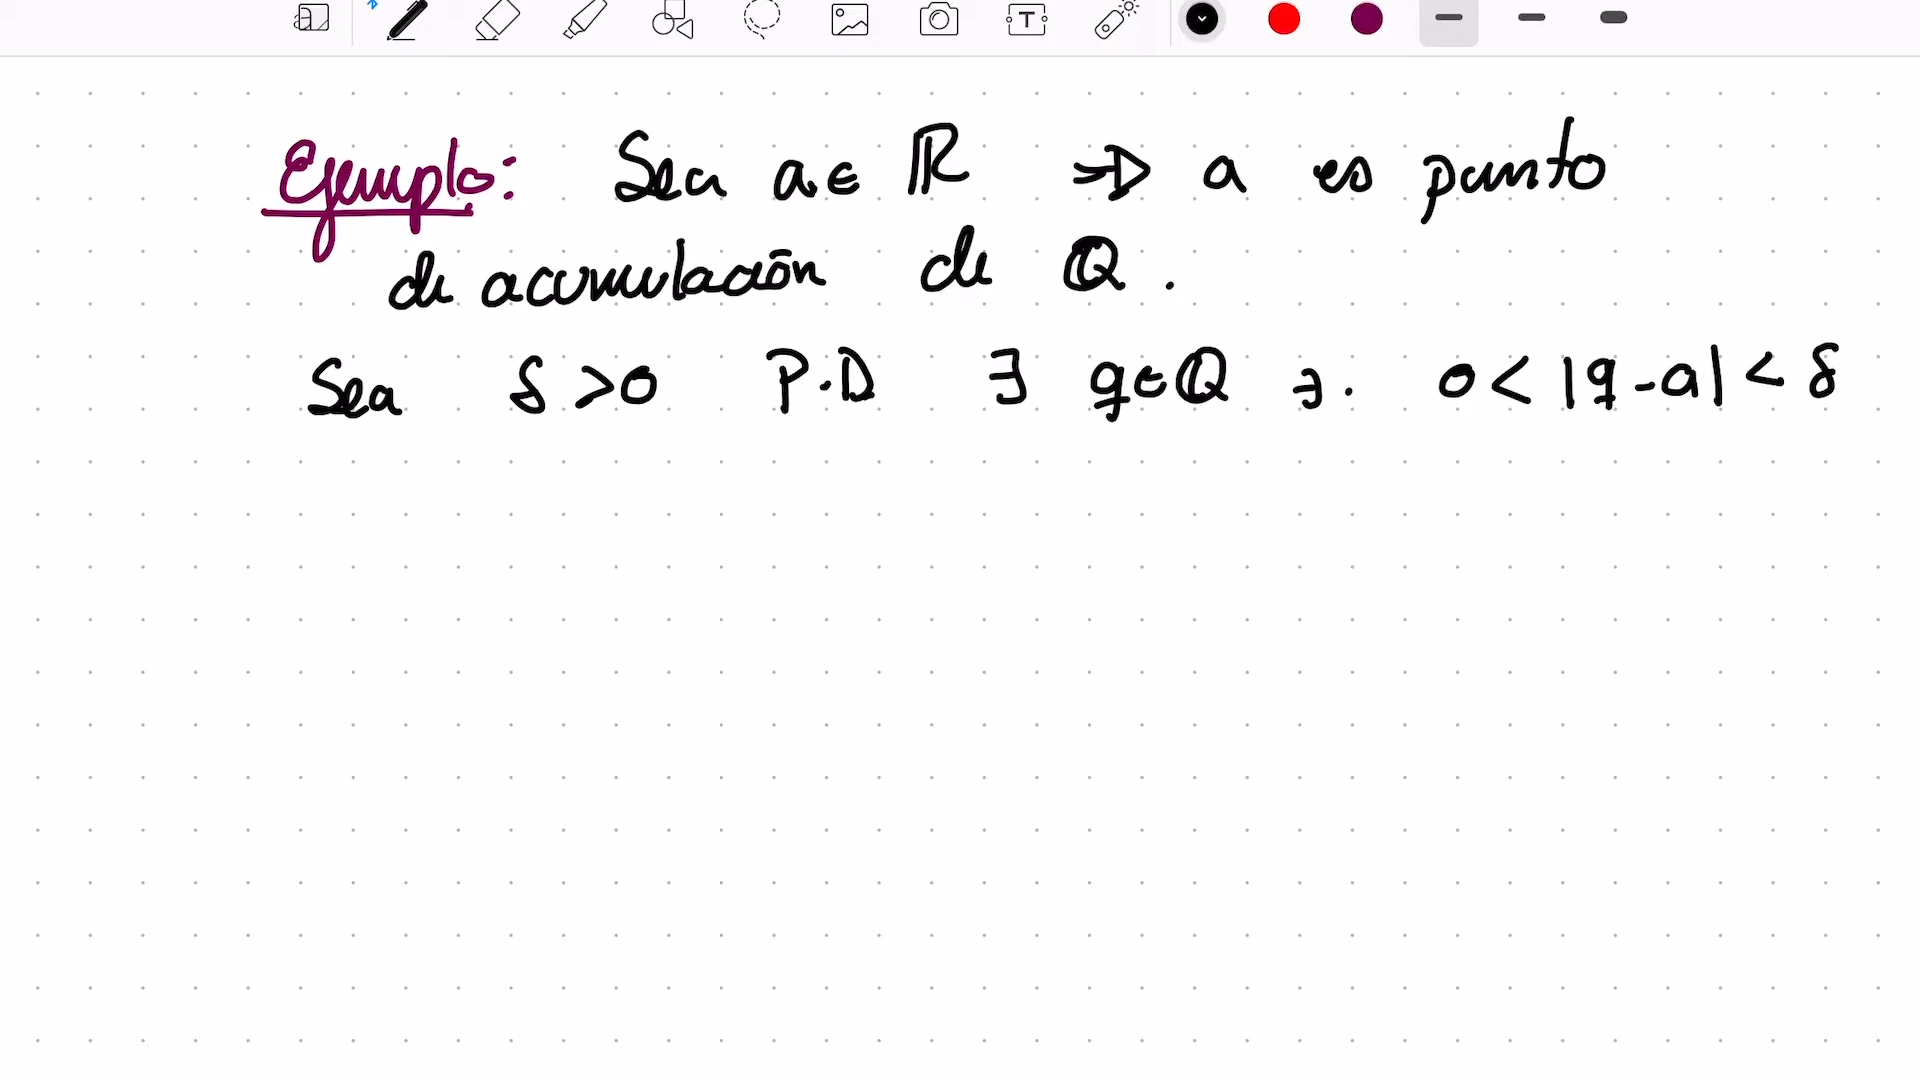 Ejemplo: Sea a ∈ ℝ ⇒ a es punto
de acumulación de ℚ.
Sea δ > 0 P.D ∃ q ∈ ℚ ∋. 0 < |q - a| < δ